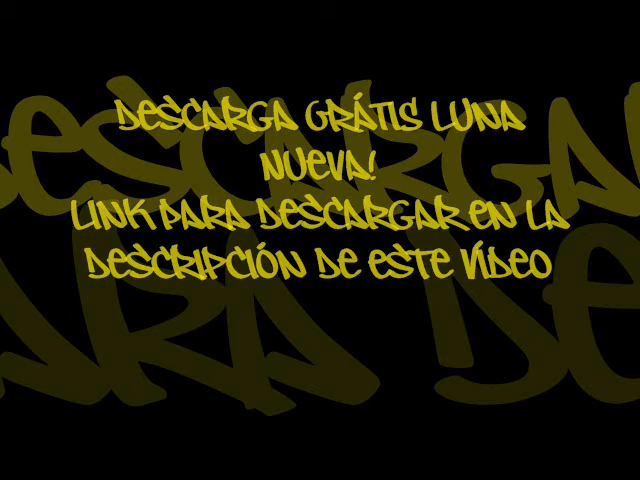 DESCARGA GRÁTIS LUNA
NUEVA!
LINK PARA DESCARGAR EN LA
DESCRIPCIÓN DE ESTE VÍDEO